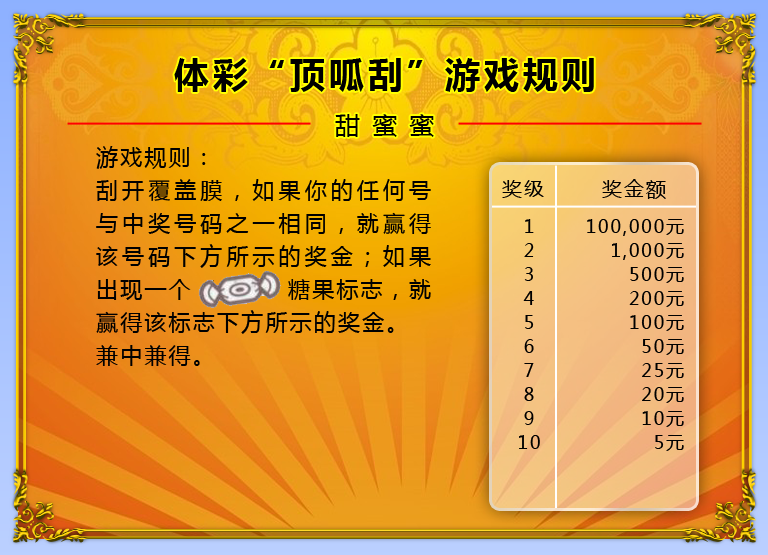 体彩“顶呱刮”游戏规则
甜蜜蜜
游戏规则：
刮开覆盖膜，如果你的任何号
与中奖号码之一相同，就赢得
该号码下方所示的奖金；如果
出现一个 糖果标志，就
赢得该标志下方所示的奖金。
兼中兼得。
奖级 奖金额
1 100,000元
2 1,000元
3 500元
4 200元
5 100元
6 50元
7 25元
8 20元
9 10元
10 5元